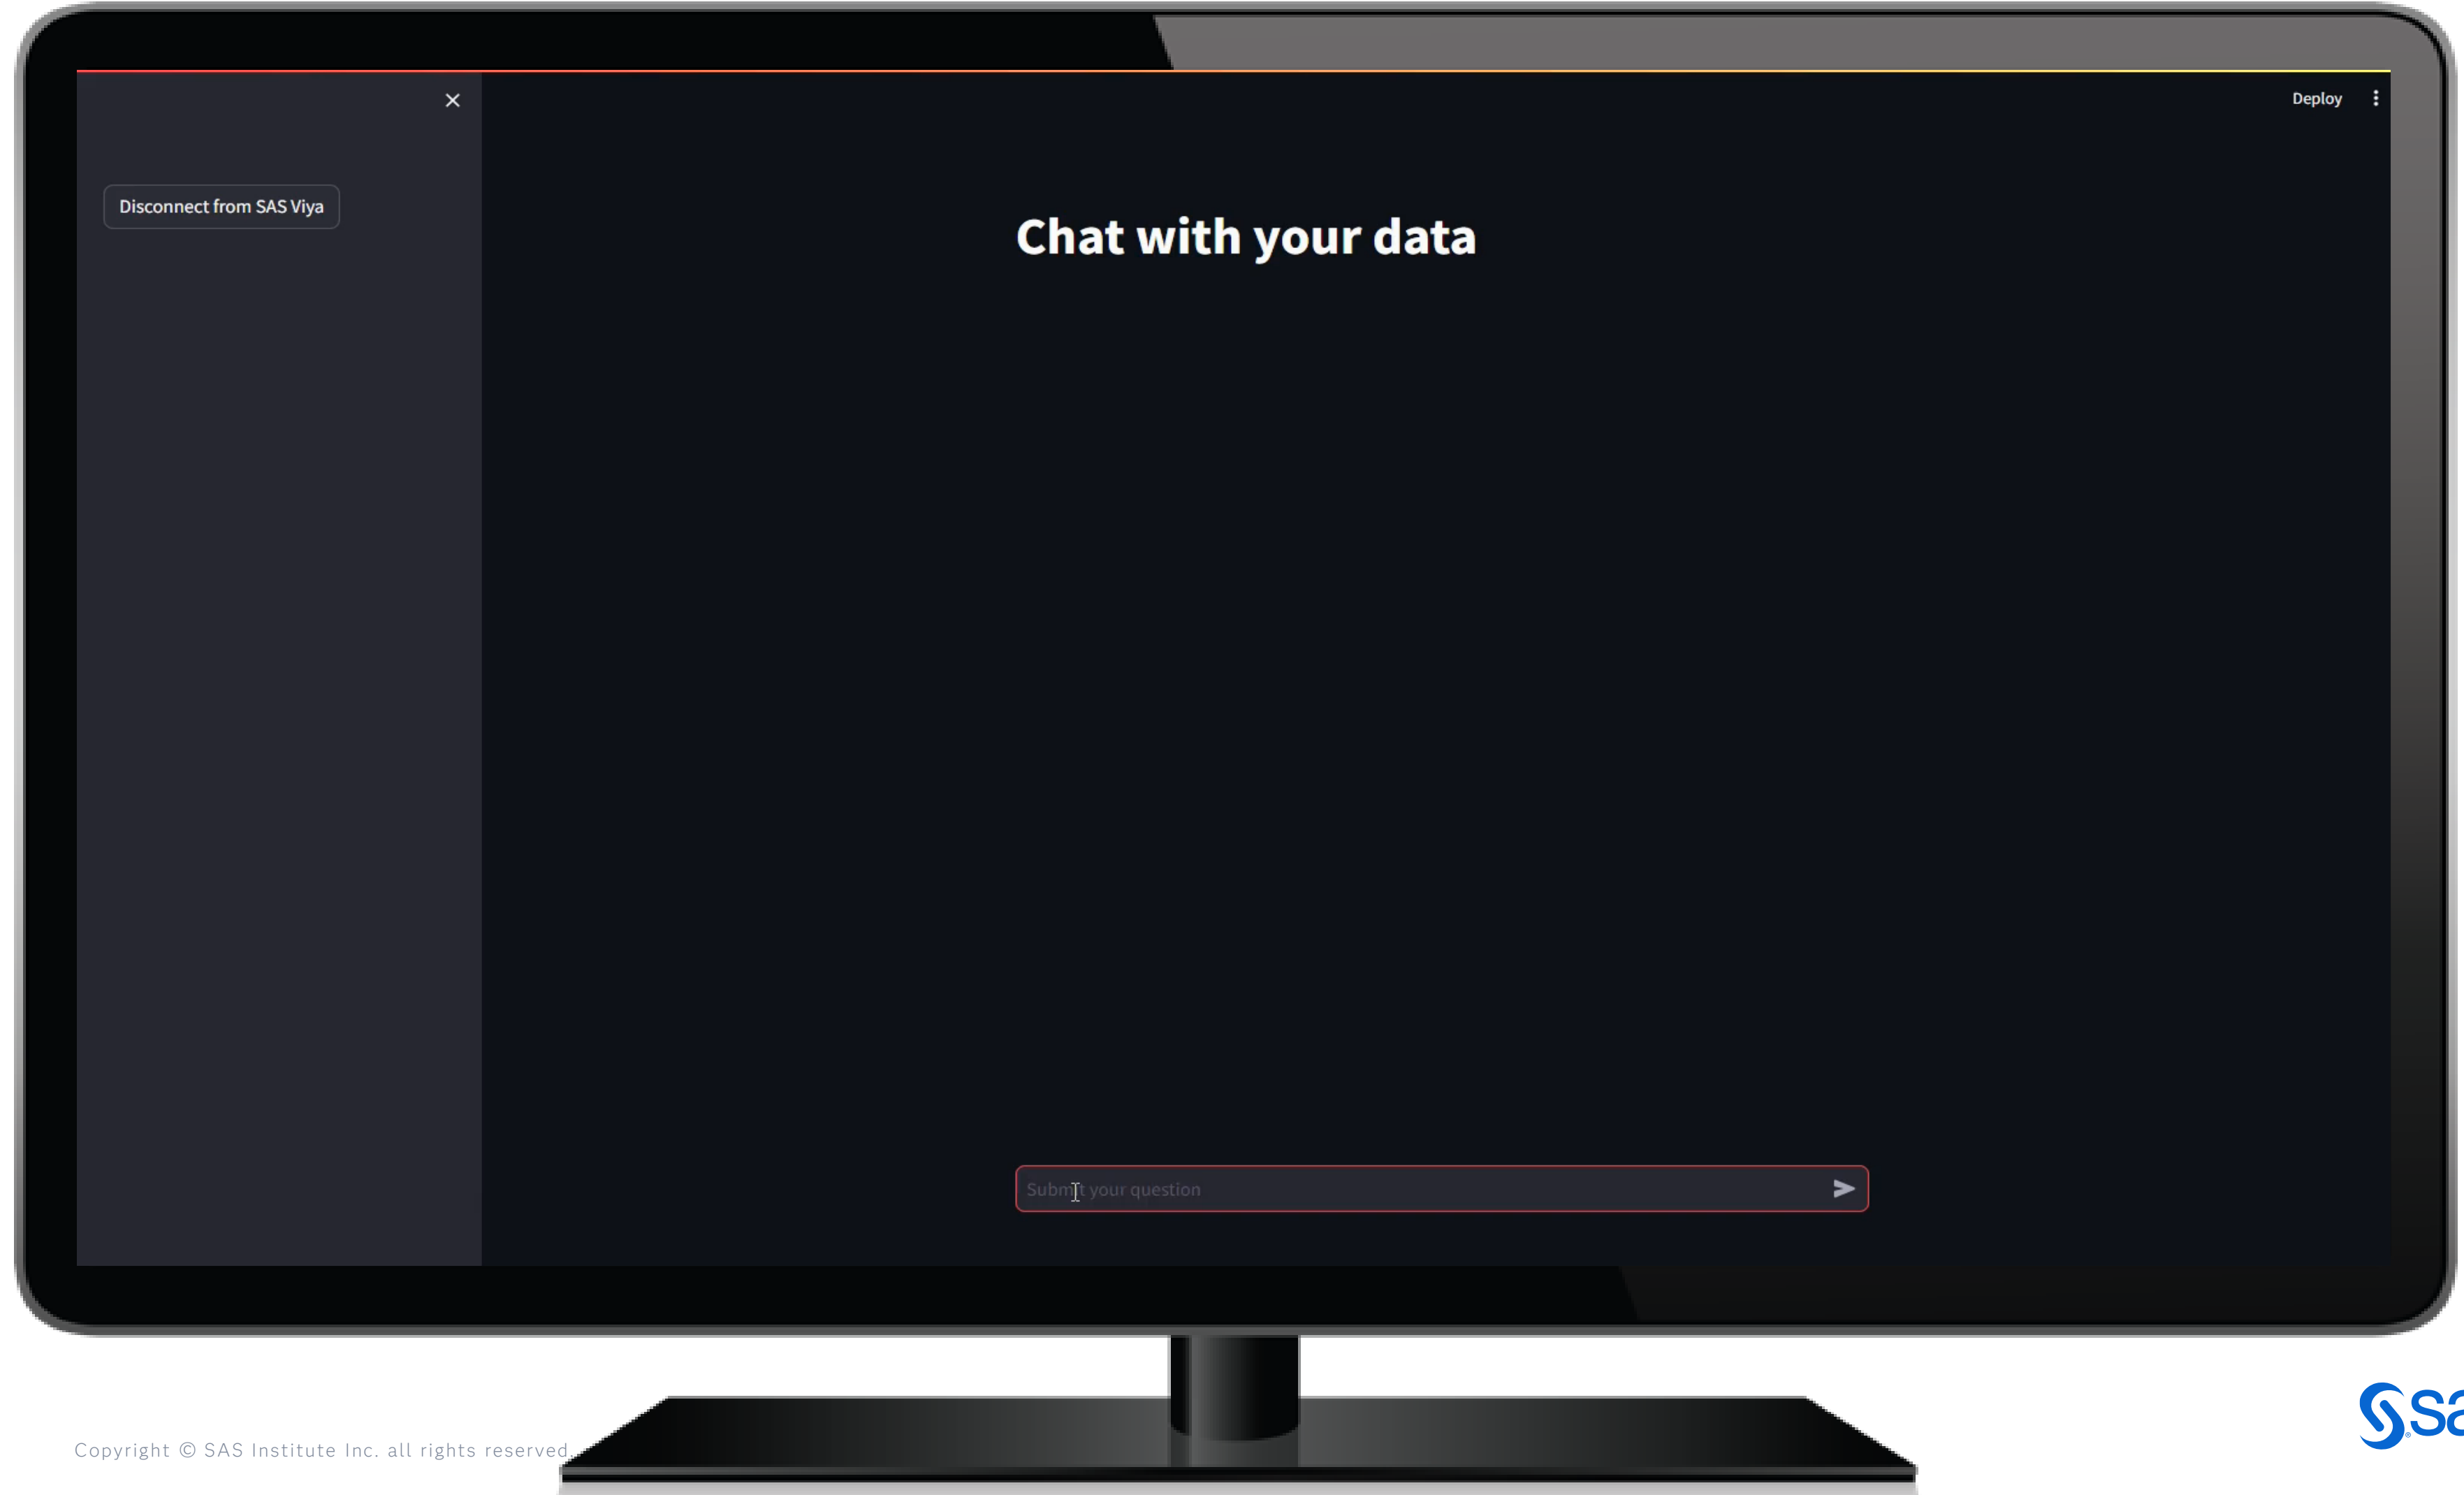 Deploy
Disconnect from SAS Viya
Chat with your data
Submit your question
Copyright © SAS Institute Inc. all rights reserved.
sa